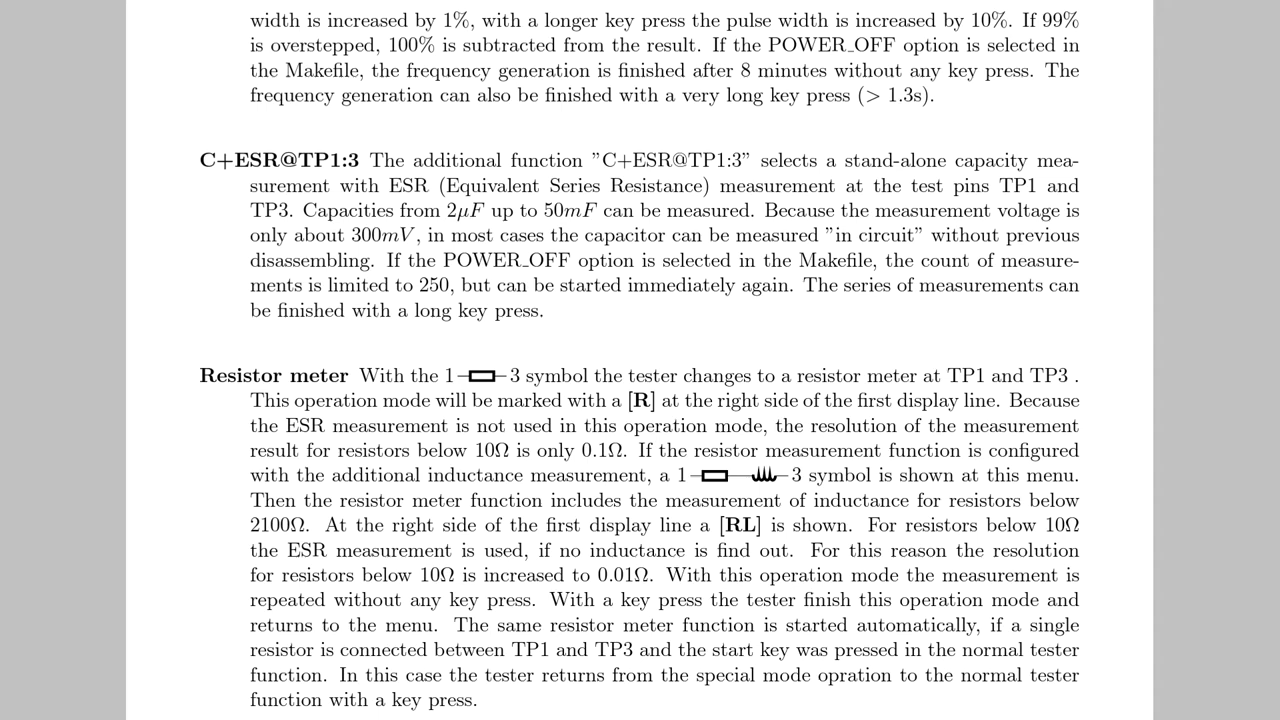 width is increased by 1%, with a longer key press the pulse width is increased by 10%. If 99%
is overstepped, 100% is subtracted from the result. If the POWER_OFF option is selected in
the Makefile, the frequency generation is finished after 8 minutes without any key press. The
frequency generation can also be finished with a very long key press (> 1.3s).
C+ESR@TP1:3 The additional function ”C+ESR@TP1:3” selects a stand-alone capacity mea-
surement with ESR (Equivalent Series Resistance) measurement at the test pins TP1 and
TP3. Capacities from 2µF up to 50mF can be measured. Because the measurement voltage is
only about 300mV, in most cases the capacitor can be measured ”in circuit” without previous
disassembling. If the POWER_OFF option is selected in the Makefile, the count of measure-
ments is limited to 250, but can be started immediately again. The series of measurements can
be finished with a long key press.
Resistor meter With the 1 3 symbol the tester changes to a resistor meter at TP1 and TP3 .
This operation mode will be marked with a [R] at the right side of the first display line. Because
the ESR measurement is not used in this operation mode, the resolution of the measurement
result for resistors below 10Ω is only 0.1Ω. If the resistor measurement function is configured
with the additional inductance measurement, a 1 3 symbol is shown at this menu.
Then the resistor meter function includes the measurement of inductance for resistors below
2100Ω. At the right side of the first display line a [RL] is shown. For resistors below 10Ω
the ESR measurement is used, if no inductance is find out. For this reason the resolution
for resistors below 10Ω is increased to 0.01Ω. With this operation mode the measurement is
repeated without any key press. With a key press the tester finish this operation mode and
returns to the menu. The same resistor meter function is started automatically, if a single
resistor is connected between TP1 and TP3 and the start key was pressed in the normal tester
function. In this case the tester returns from the special mode opration to the normal tester
function with a key press.